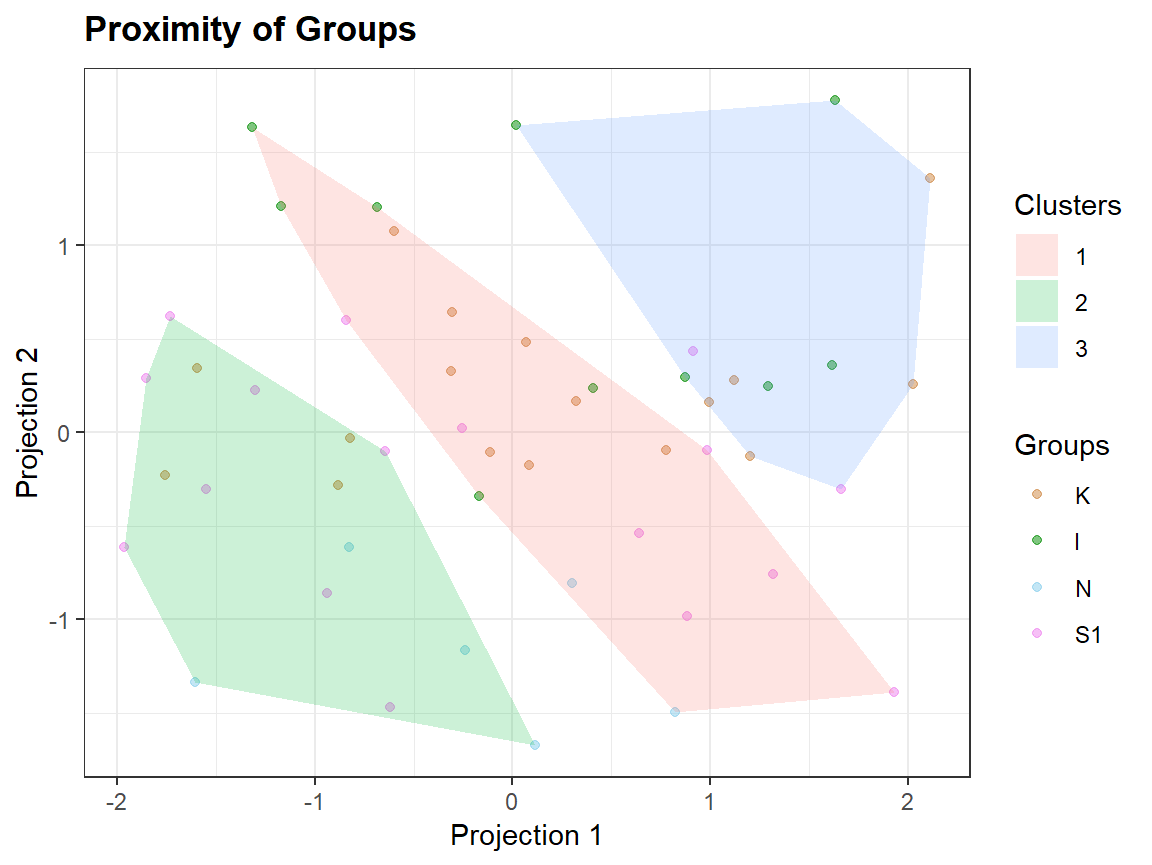 Proximity of Groups
Projection 2
1
0
-1
-2
-1
0
1
2
Projection 1
Clusters
1
2
3
Groups
K
I
N
S1